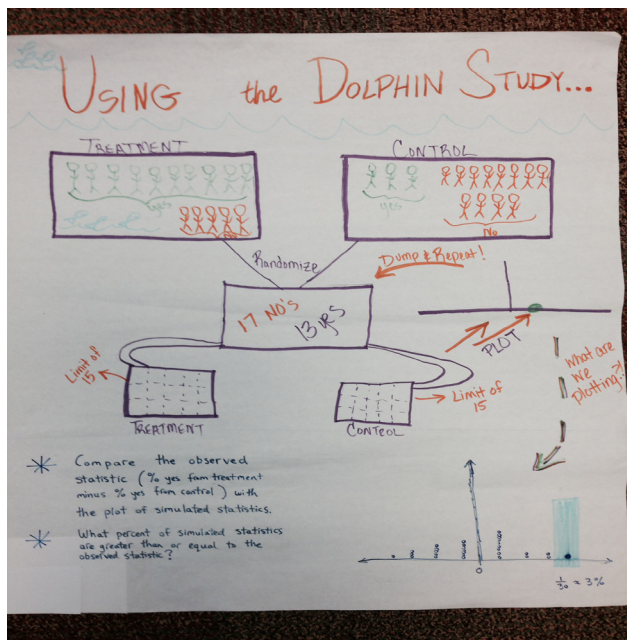 USING the DOLPHIN STUDY...
TREATMENT
CONTROL
yes
No
yes
No
Randomize
Dump & Repeat!
17 NO'S
13 yes
PLOT
what are
we
plotting?
Limit of
15
Limit of
15
TREATMENT
CONTROL
Compare the observed
statistic (% yes from treatment
minus % yes from control) with
the plot of simulated statistics.
What percent of simulated statistics
are greater than or equal to the
observed statistic?
0
1/30 = 3%